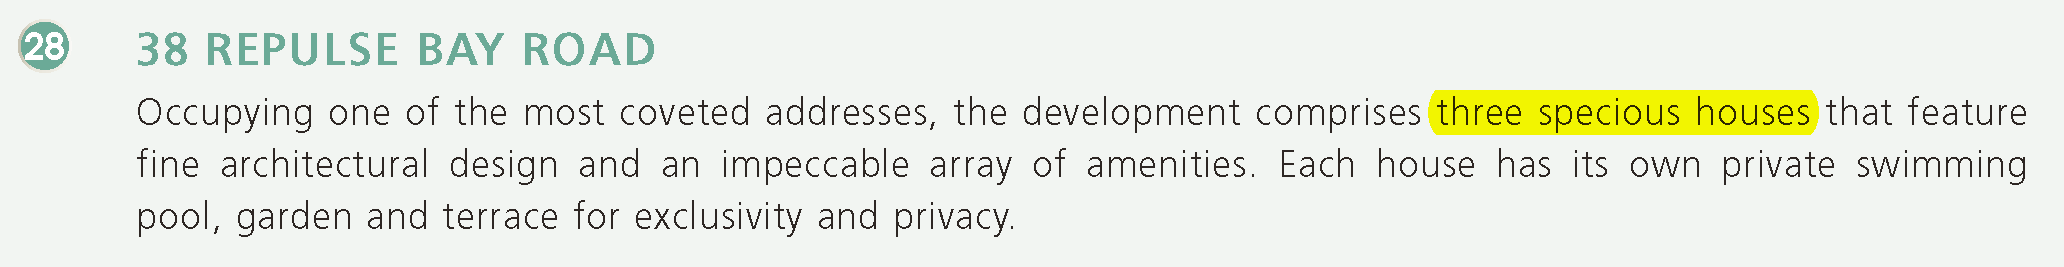 28
38 REPULSE BAY ROAD
Occupying one of the most coveted addresses, the development comprises three specious houses that feature
fine architectural design and an impeccable array of amenities. Each house has its own private swimming
pool, garden and terrace for exclusivity and privacy.